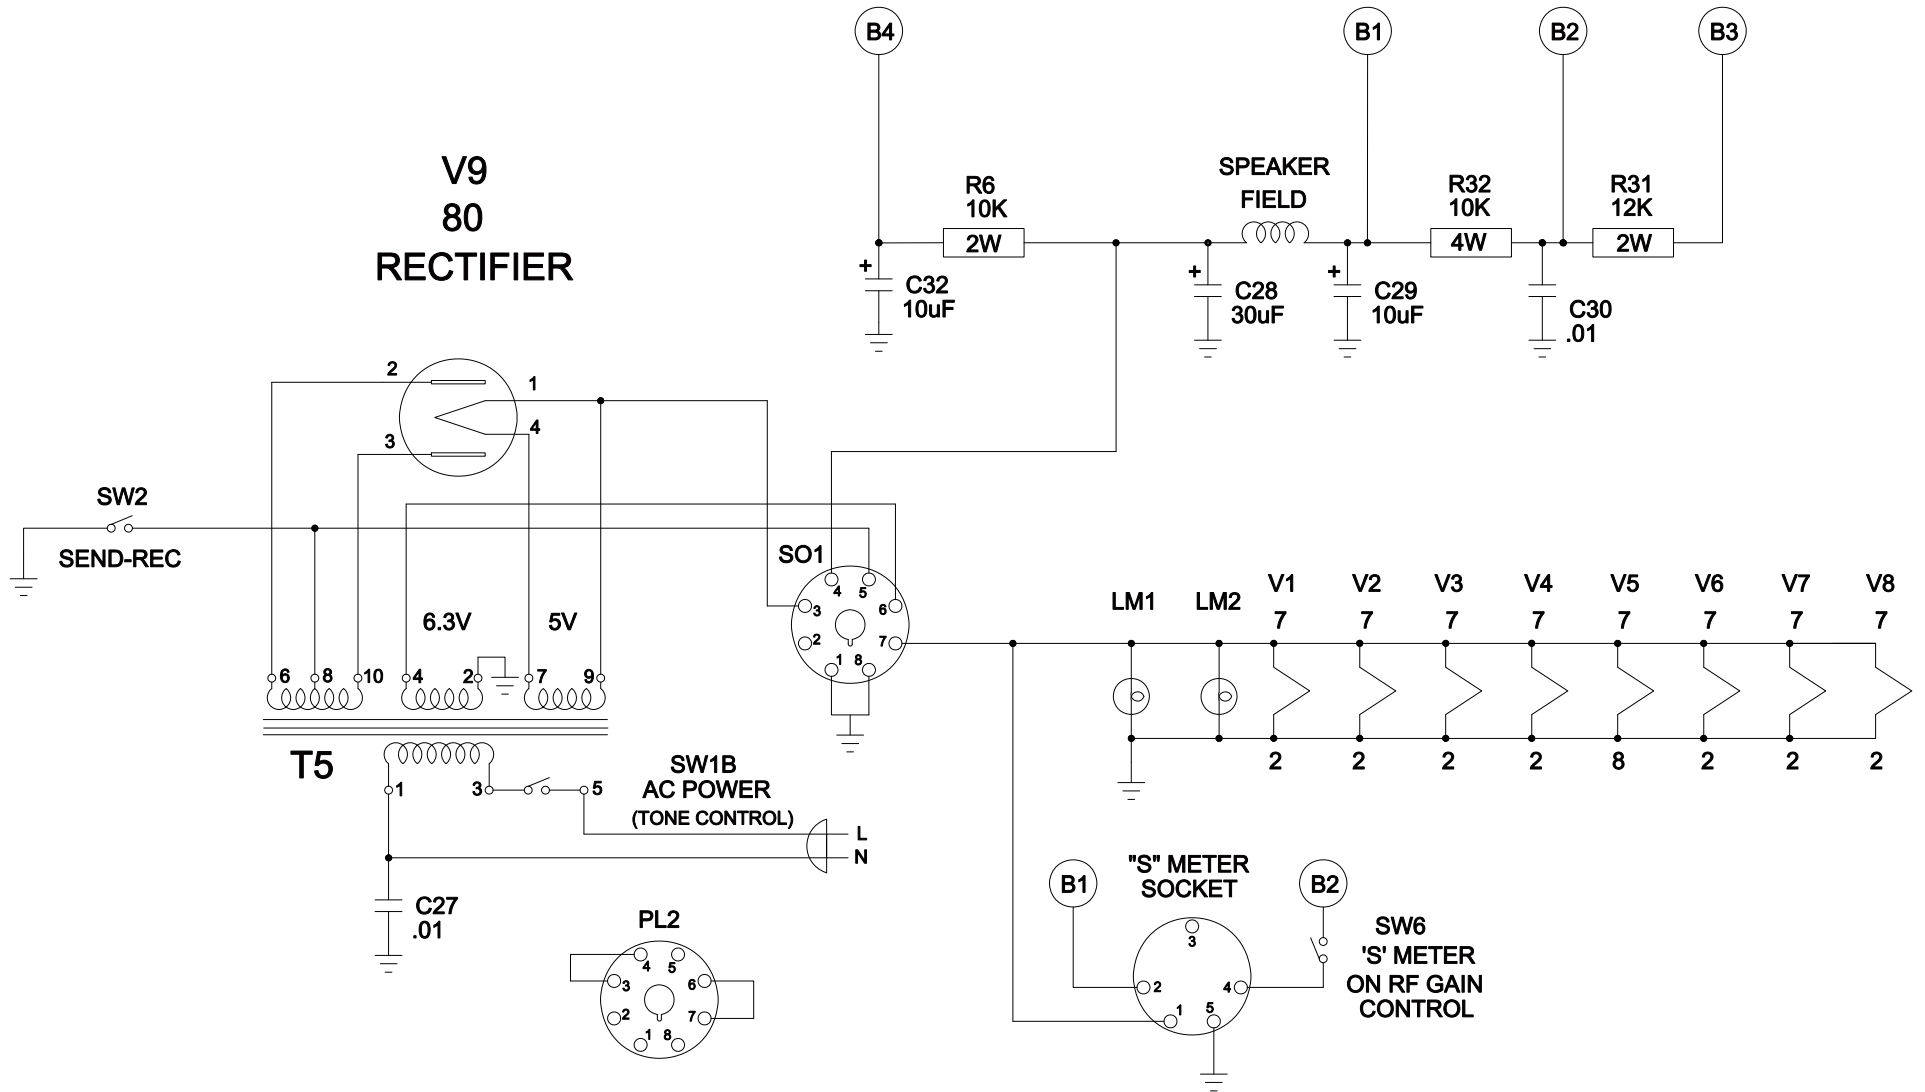 B4
B1
B2
B3
V9
80
RECTIFIER
SPEAKER
FIELD
R6
10K
2W
R32
10K
4W
R31
12K
2W
+
C32
10uF
+
C28
30uF
+
C29
10uF
C30
.01
2
1
3
4
SW2
SEND-REC
SO1
4
5
3
6
2
7
1
8
6.3V
5V
6
8
10
4
2
7
9
T5
1
3
5
SW1B
AC POWER
(TONE CONTROL)
L
N
C27
.01
LM1
LM2
V1
V2
V3
V4
V5
V6
V7
V8
7
7
7
7
7
7
7
7
2
2
2
2
8
2
2
2
PL2
4
5
3
6
2
7
1
8
B1
"S" METER
SOCKET
B2
3
2
4
1
5
SW6
'S' METER
ON RF GAIN
CONTROL